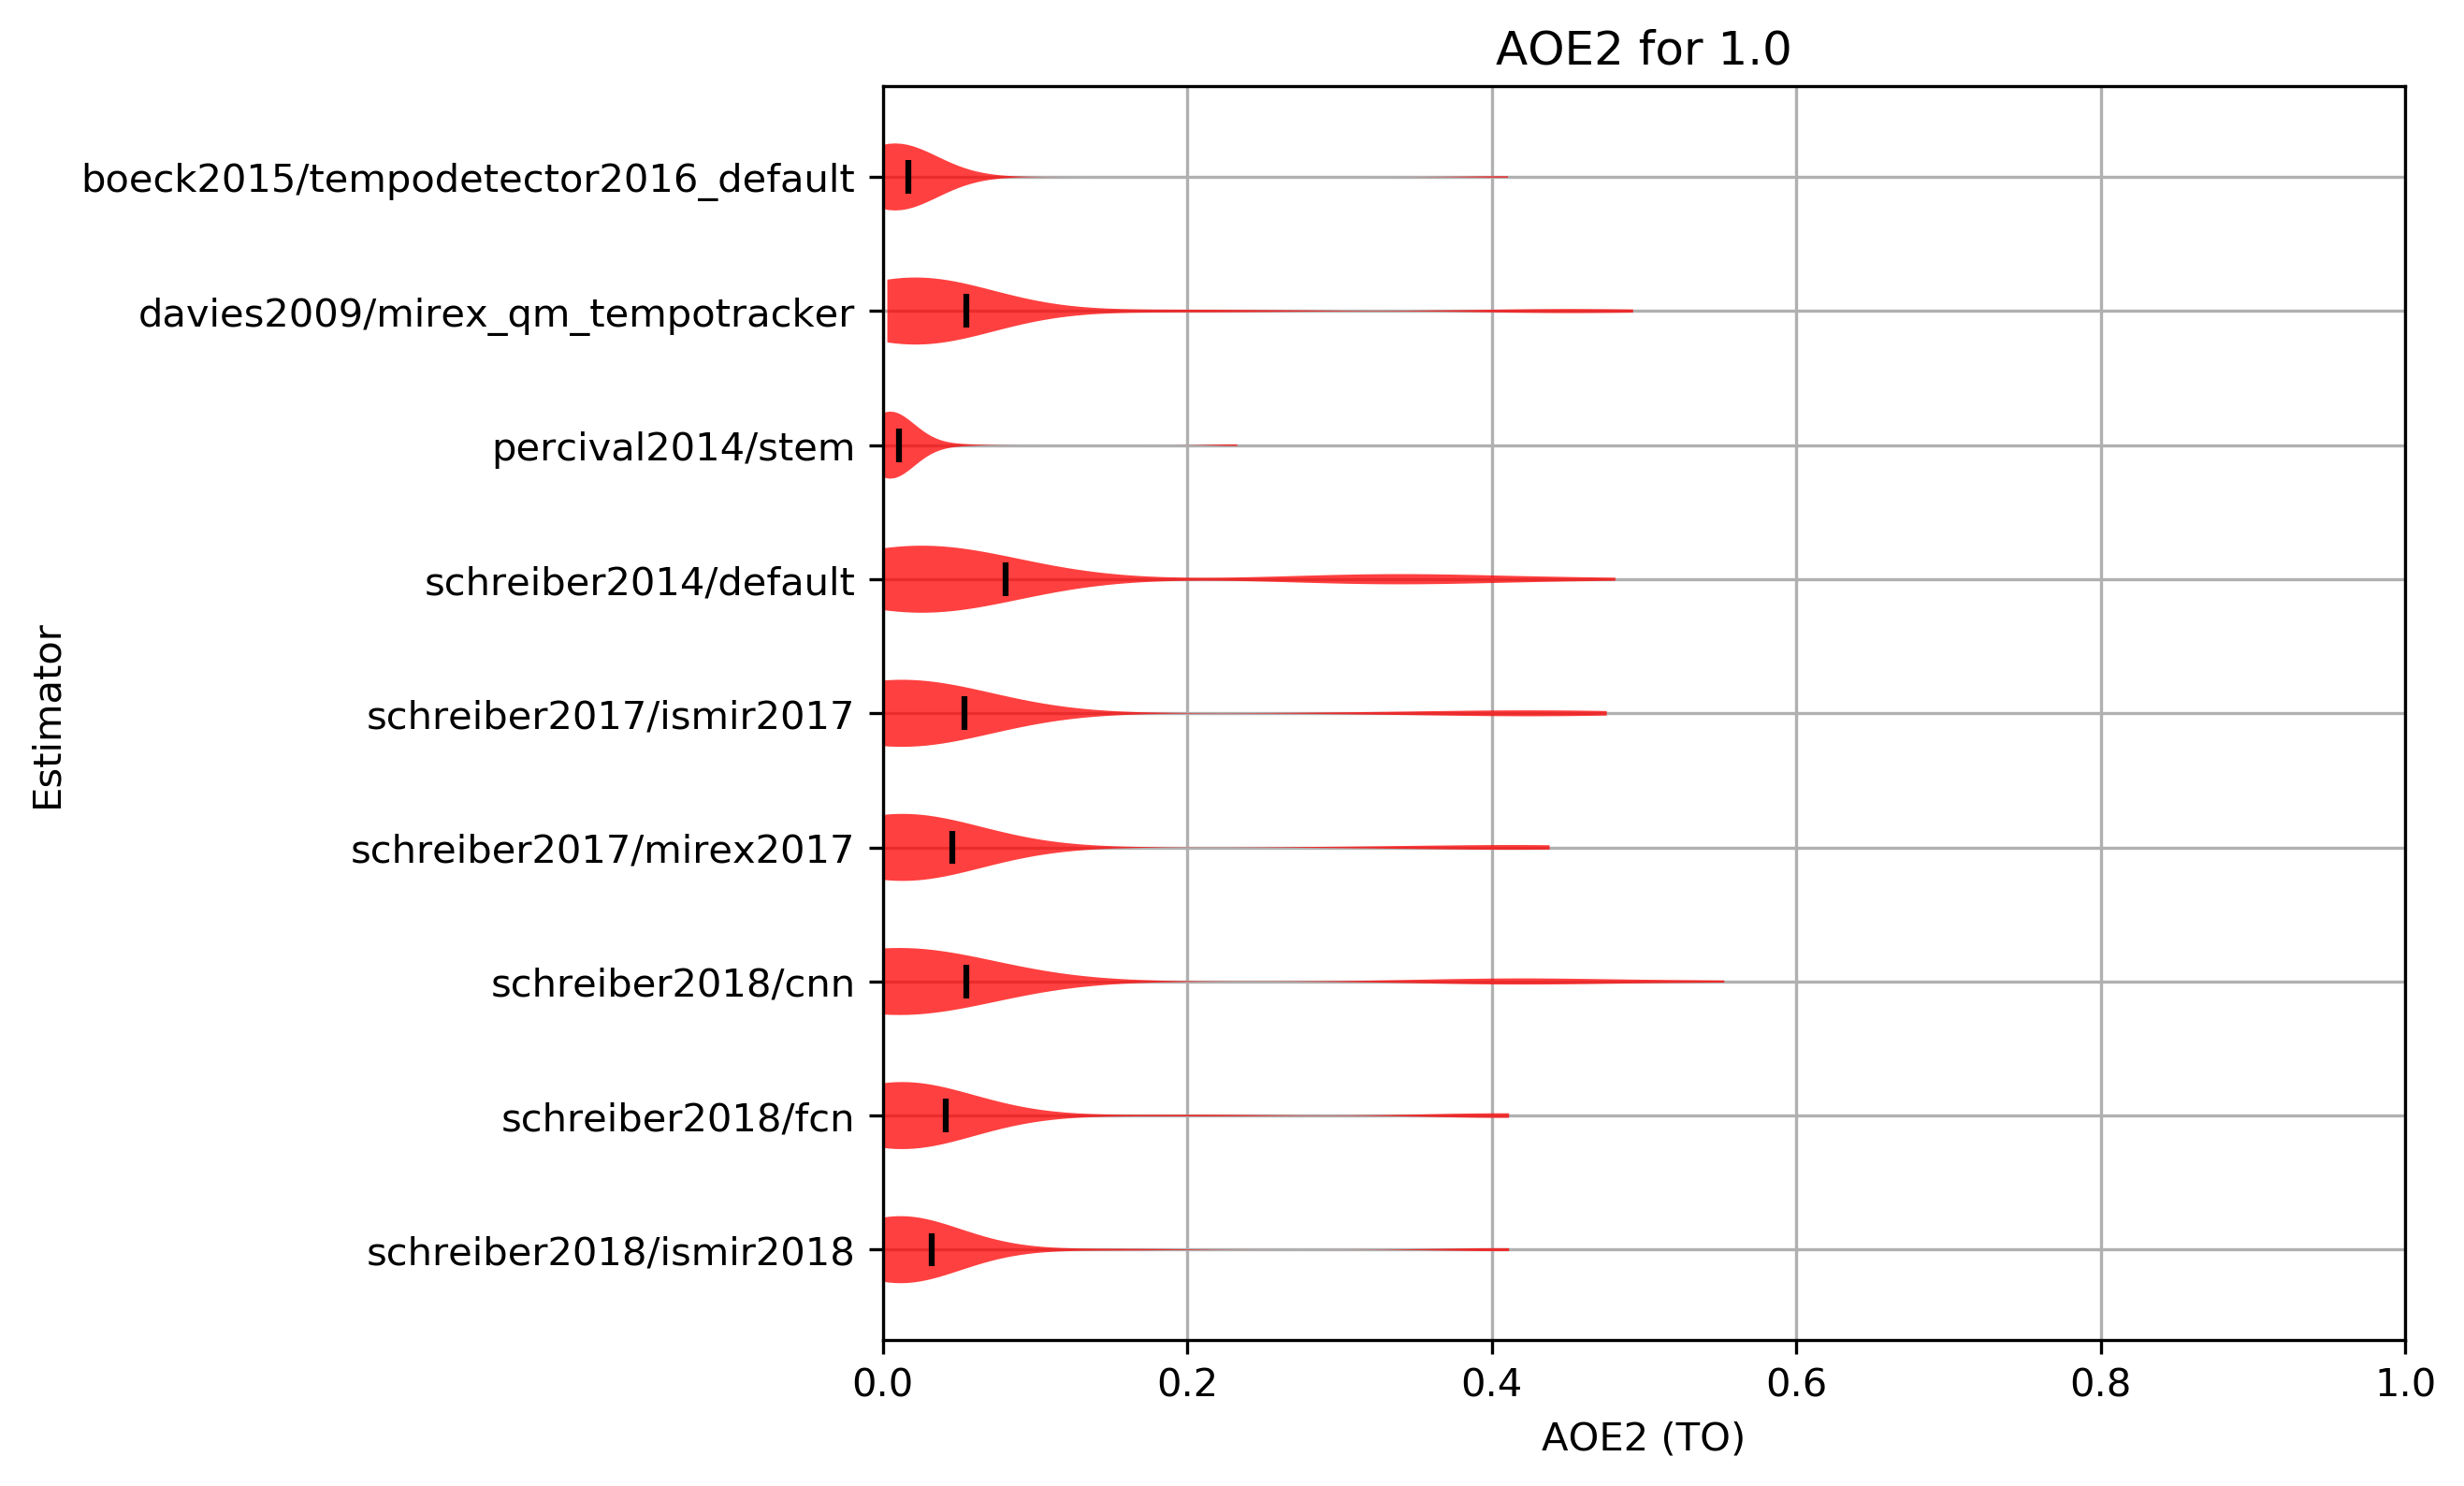 AOE2 for 1.0
boeck2015/tempodetector2016_default
davies2009/mirex_qm_tempotracker
percival2014/stem
schreiber2014/default
schreiber2017/ismir2017
schreiber2017/mirex2017
schreiber2018/cnn
schreiber2018/fcn
schreiber2018/ismir2018
Estimator
0.0 0.2 0.4 0.6 0.8 1.0
AOE2 (TO)